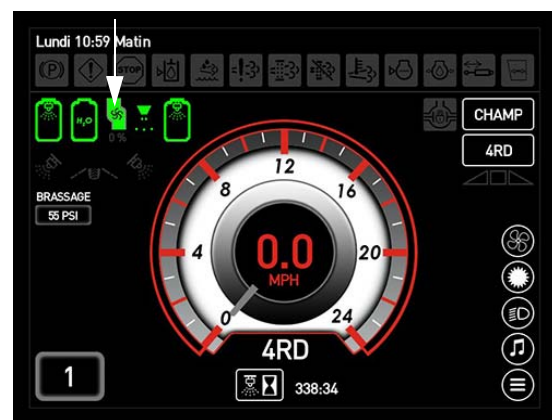 Lundi 10:59 Matin
(P)
STOP
H₂O
0 %
CHAMP
4RD
BRASSAGE
55 PSI
0
4
8
12
16
20
24
0.0
MPH
4RD
1
338:34